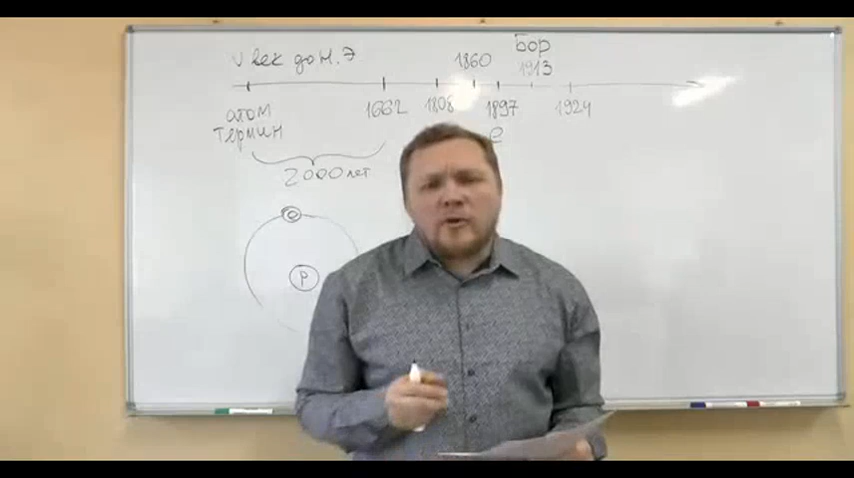 V век до н. э
1860
Бор
1913
атом
термин
1662
1808
1897
1924
e
2000 лет
e
P